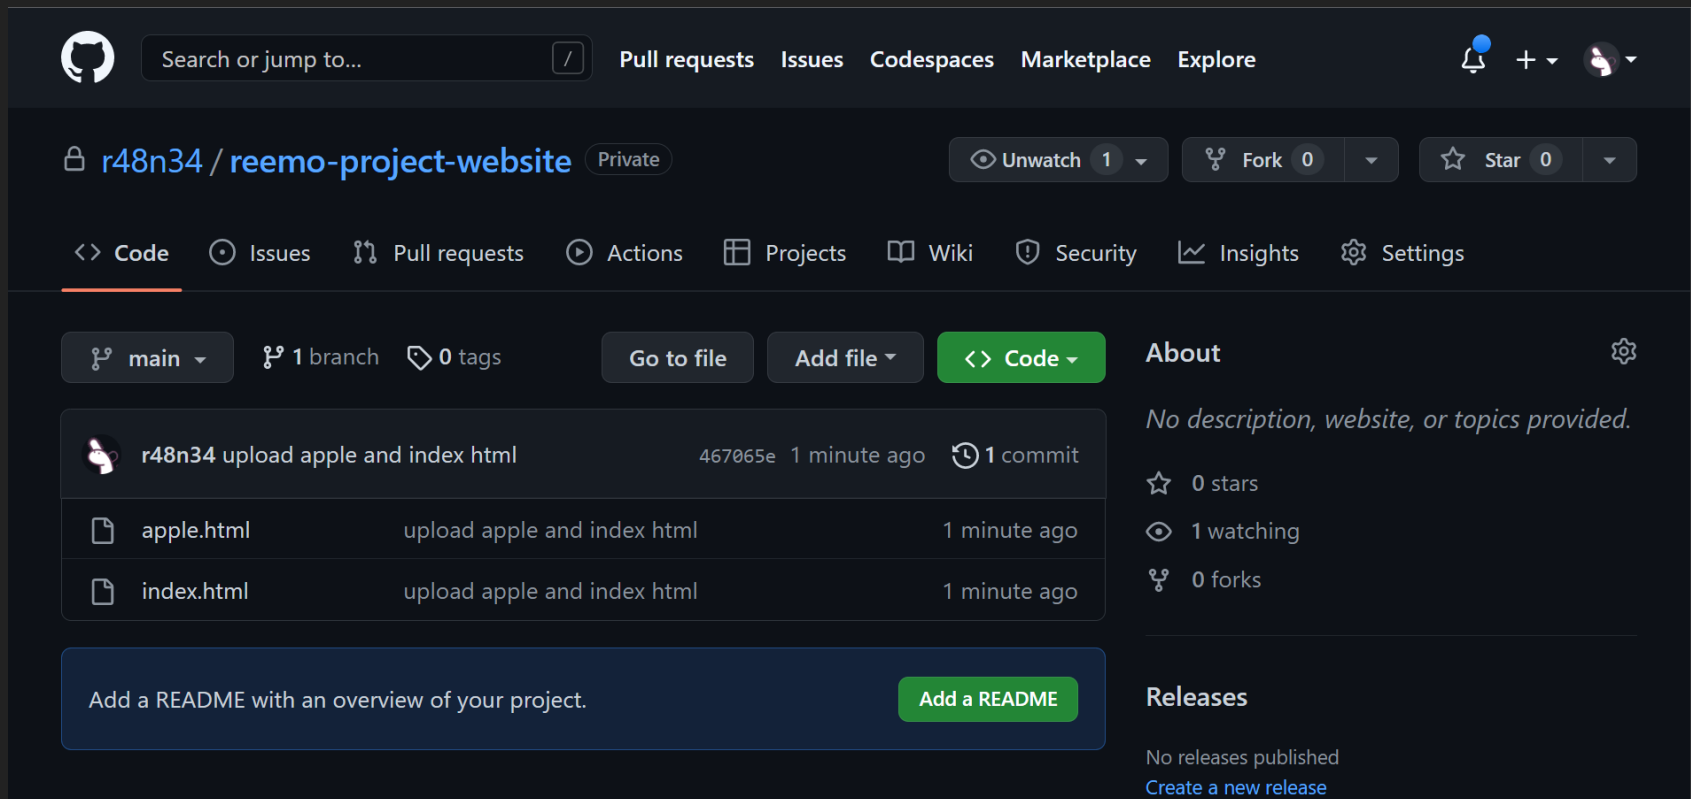 Search or jump to... /
Pull requests Issues Codespaces Marketplace Explore
r48n34 / reemo-project-website Private
Unwatch 1 Fork 0 Star 0
Code Issues Pull requests Actions Projects Wiki Security Insights Settings
main 1 branch 0 tags Go to file Add file Code
r48n34 upload apple and index html 467065e 1 minute ago 1 commit
apple.html upload apple and index html 1 minute ago
index.html upload apple and index html 1 minute ago
Add a README with an overview of your project. Add a README
About
No description, website, or topics provided.
0 stars
1 watching
0 forks
Releases
No releases published
Create a new release